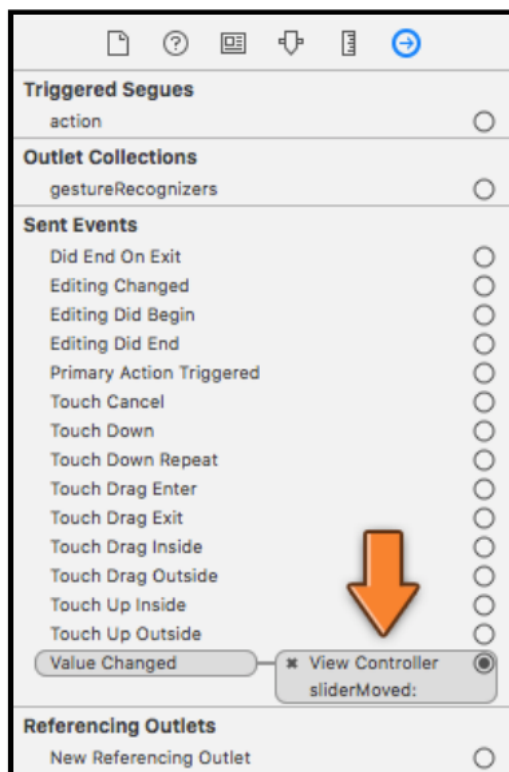 Triggered Segues
action
Outlet Collections
gestureRecognizers
Sent Events
Did End On Exit
Editing Changed
Editing Did Begin
Editing Did End
Primary Action Triggered
Touch Cancel
Touch Down
Touch Down Repeat
Touch Drag Enter
Touch Drag Exit
Touch Drag Inside
Touch Drag Outside
Touch Up Inside
Touch Up Outside
Value Changed View Controller
sliderMoved:
Referencing Outlets
New Referencing Outlet